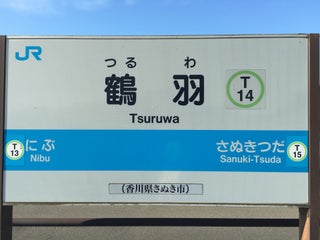 JR
つる わ
鶴羽
Tsuruwa
T
14
T
13
にぶ
Nibu
さぬきつだ
Sanuki-Tsuda
T
15
(香川県さぬき市)